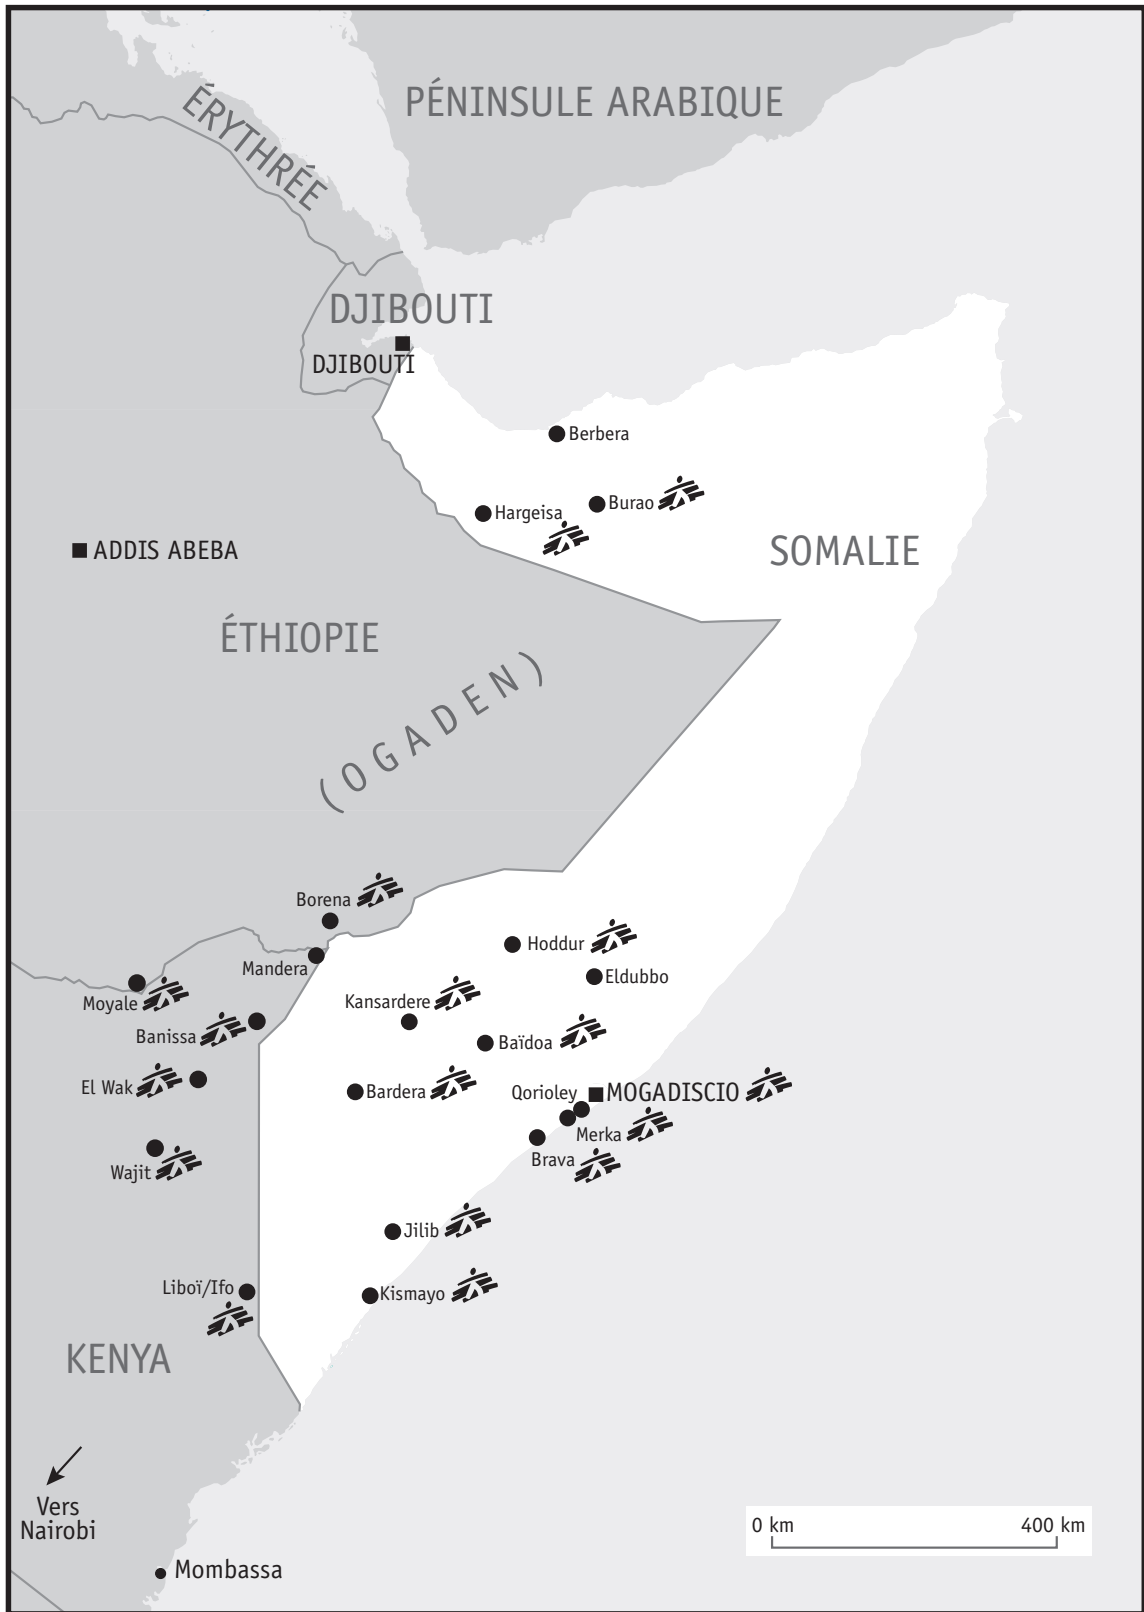 PÉNINSULE ARABIQUE
ÉRYTHRÉE
DJIBOUTI
DJIBOUTI
Berbera
Burao
Hargeisa
ADDIS ABEBA
SOMALIE
ÉTHIOPIE
(OGADEN)
Borena
Hoddur
Mandera
Eldubbo
Moyale
Kansardere
Banissa
Baïdoa
El Wak
Bardera
Qorioley
MOGADISCIO
Merka
Brava
Wajit
Jilib
Liboï/Ifo
Kismayo
KENYA
Vers
Nairobi
0 km
400 km
Mombassa